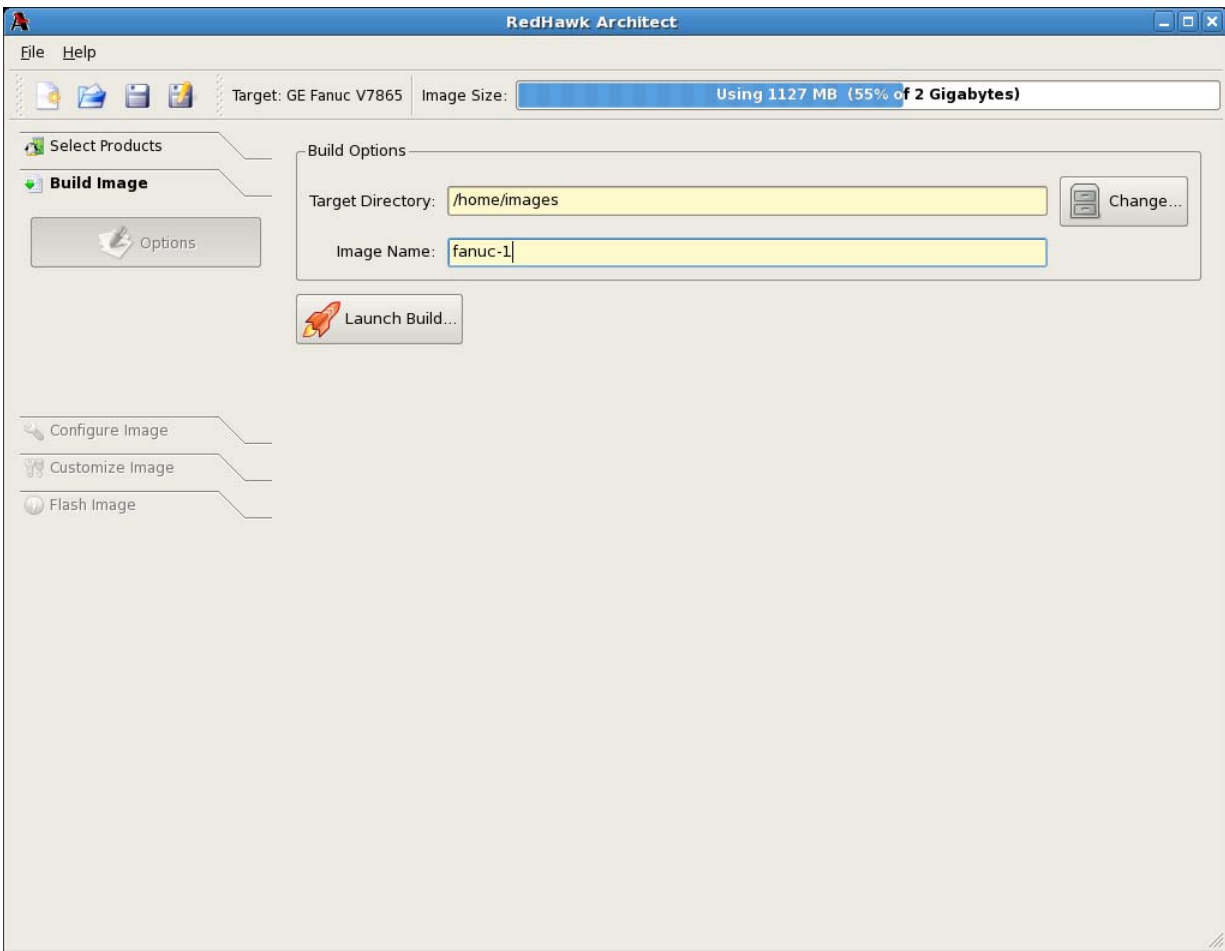 RedHawk Architect
File Help
Target: GE Fanuc V7865 Image Size: Using 1127 MB (55% of 2 Gigabytes)
Select Products
Build Image
Options
Build Options
Target Directory: /home/images Change...
Image Name: fanuc-1
Launch Build...
Configure Image
Customize Image
Flash Image